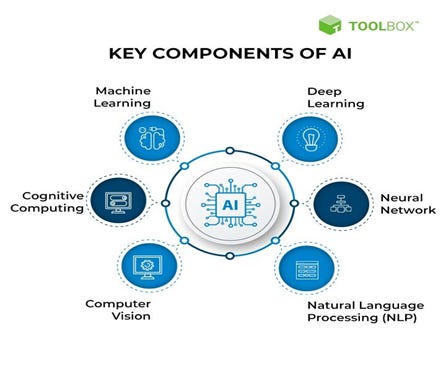 TOOLBOX™
KEY COMPONENTS OF AI
Machine
Learning
Deep
Learning
Cognitive
Computing
AI
Neural
Network
Computer
Vision
Natural Language
Processing (NLP)